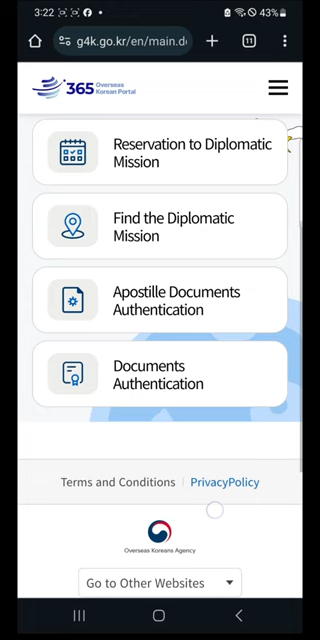 3:22
43%
g4k.go.kr/en/main.d
11
365 Overseas
Korean Portal
Reservation to Diplomatic
Mission
Find the Diplomatic
Mission
Apostille Documents
Authentication
Documents
Authentication
Terms and Conditions | PrivacyPolicy
Overseas Koreans Agency
Go to Other Websites